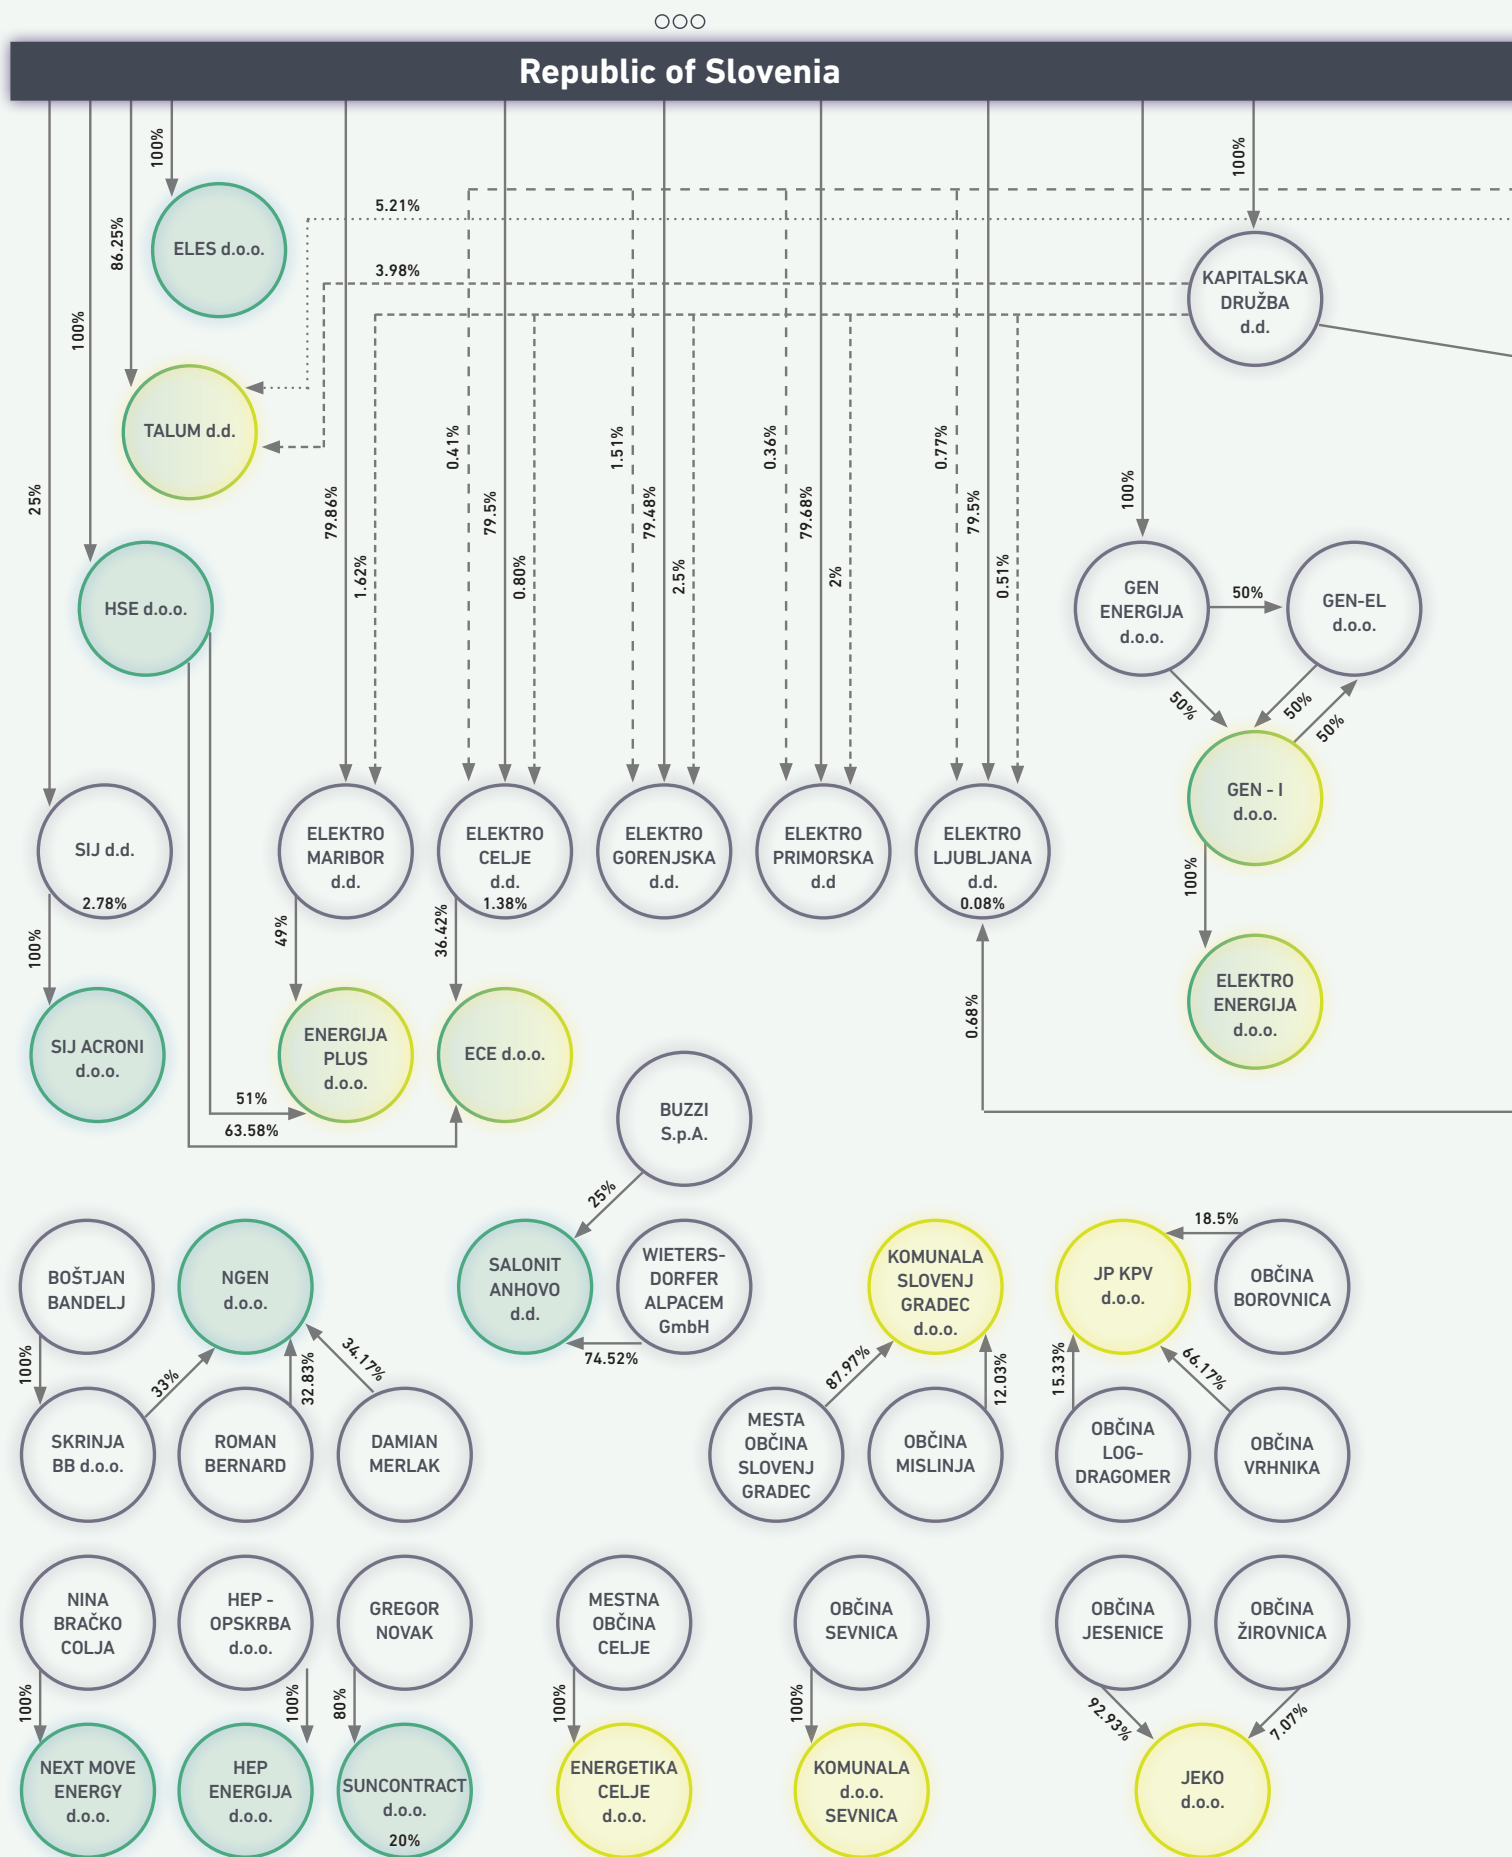 Republic of Slovenia
100%
100%
5.21%
86.25%
ELES d.o.o.
3.98%
KAPITALSKA
DRUŽBA
d.d.
100%
TALUM d.d.
0.41%
1.51%
0.36%
0.77%
25%
79.86%
79.5%
79.48%
79.68%
79.5%
100%
1.62%
0.80%
2.5%
2%
0.51%
HSE d.o.o.
GEN
ENERGIJA
d.o.o.
50%
GEN-EL
d.o.o.
50%
50%
50%
GEN - I
d.o.o.
SIJ d.d.
2.78%
ELEKTRO
MARIBOR
d.d.
ELEKTRO
CELJE
d.d.
1.38%
ELEKTRO
GORENJSKA
d.d.
ELEKTRO
PRIMORSKA
d.d
ELEKTRO
LJUBLJANA
d.d.
0.08%
100%
100%
49%
36.42%
0.68%
ELEKTRO
ENERGIJA
d.o.o.
SIJ ACRONI
d.o.o.
ENERGIJA
PLUS
d.o.o.
ECE d.o.o.
51%
63.58%
BUZZI
S.p.A.
25%
18.5%
BOŠTJAN
BANDELJ
NGEN
d.o.o.
SALONIT
ANHOVO
d.d.
WIETERS-
DORFER
ALPACEM
GmbH
KOMUNALA
SLOVENJ
GRADEC
d.o.o.
JP KPV
d.o.o.
OBČINA
BOROVNICA
100%
33%
32.83%
34.17%
74.52%
87.97%
12.03%
15.33%
66.17%
SKRINJA
BB d.o.o.
ROMAN
BERNARD
DAMIAN
MERLAK
MESTA
OBČINA
SLOVENJ
GRADEC
OBČINA
MISLINJA
OBČINA
LOG-
DRAGOMER
OBČINA
VRHNIKA
NINA
BRAČKO
COLJA
HEP -
OPSKRBA
d.o.o.
GREGOR
NOVAK
MESTNA
OBČINA
CELJE
OBČINA
SEVNICA
OBČINA
JESENICE
OBČINA
ŽIROVNICA
100%
100%
80%
100%
100%
92.93%
7.07%
NEXT MOVE
ENERGY
d.o.o.
HEP
ENERGIJA
d.o.o.
SUNCONTRACT
d.o.o.
20%
ENERGETIKA
CELJE
d.o.o.
KOMUNALA
d.o.o.
SEVNICA
JEKO
d.o.o.